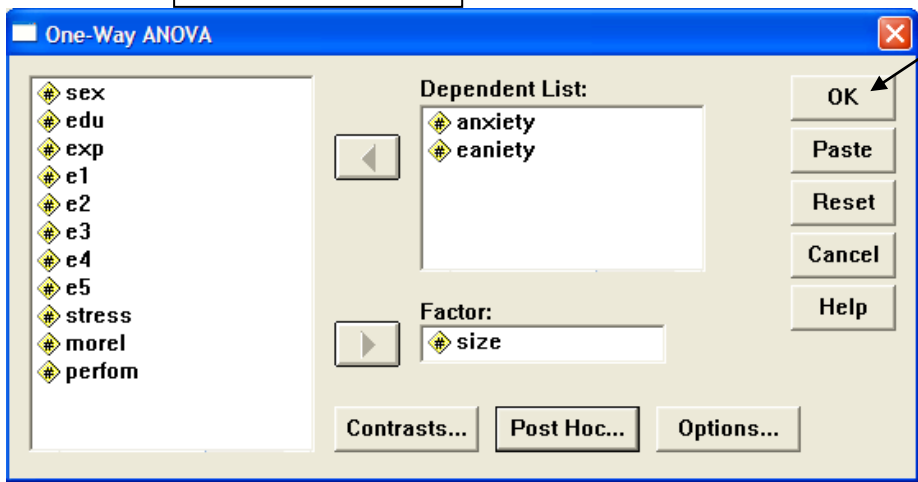 One-Way ANOVA
sex
edu
exp
e1
e2
e3
e4
e5
stress
morel
perfom
Dependent List:
anxiety
eaniety
Factor:
size
Contrasts...
Post Hoc...
Options...
OK
Paste
Reset
Cancel
Help